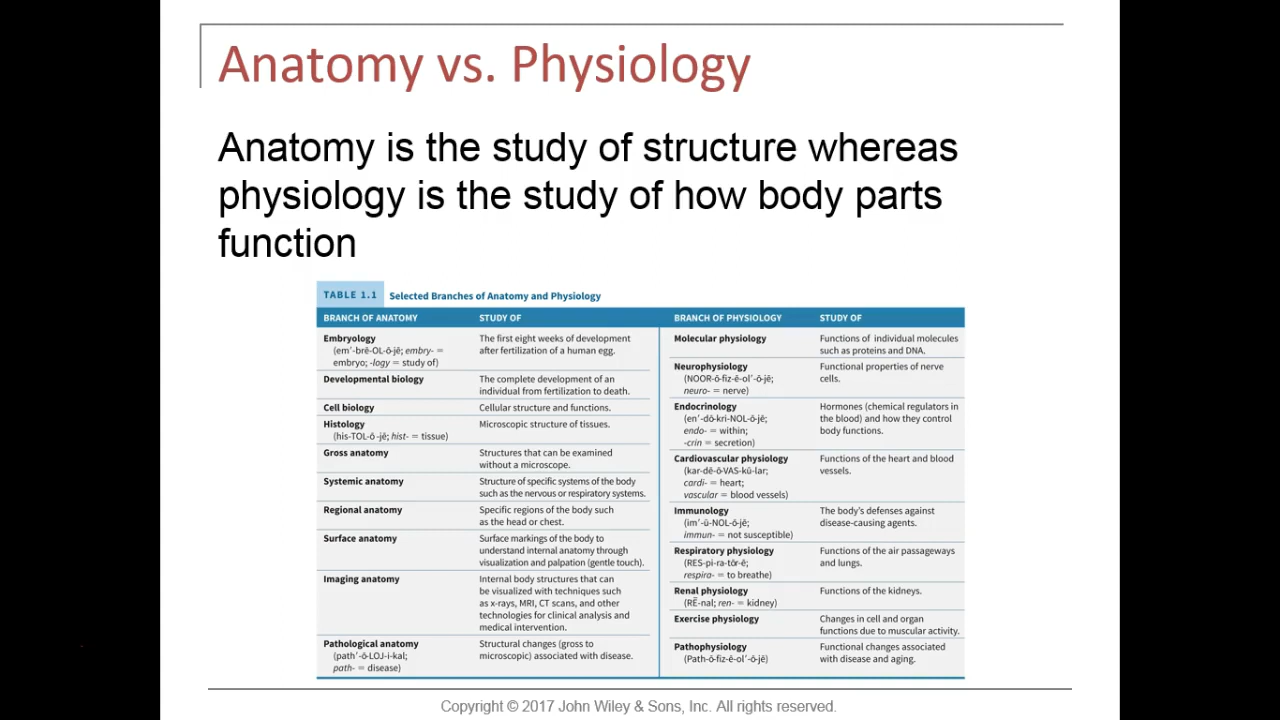 Anatomy vs. Physiology
Anatomy is the study of structure whereas
physiology is the study of how body parts
function
TABLE 1.1 Selected Branches of Anatomy and Physiology
BRANCH OF ANATOMY STUDY OF
Embryology
(em′-brē-OL-ō-jē; embry- =
embryo; -logy = study of)
The first eight weeks of development
after fertilization of a human egg.
Developmental biology
The complete development of an
individual from fertilization to death.
Cell biology
Cellular structure and functions.
Histology
(his-TOL-ō -jē; hist- = tissue)
Microscopic structure of tissues.
Gross anatomy
Structures that can be examined
without a microscope.
Systemic anatomy
Structure of specific systems of the body
such as the nervous or respiratory systems.
Regional anatomy
Specific regions of the body such
as the head or chest.
Surface anatomy
Surface markings of the body to
understand internal anatomy through
visualization and palpation (gentle touch).
Imaging anatomy
Internal body structures that can
be visualized with techniques such
as x-rays, MRI, CT scans, and other
technologies for clinical analysis and
medical intervention.
Pathological anatomy
(path′-ō-LOJ-i-kal;
path- = disease)
Structural changes (gross to
microscopic) associated with disease.
BRANCH OF PHYSIOLOGY STUDY OF
Molecular physiology
Functions of individual molecules
such as proteins and DNA.
Neurophysiology
(NOOR-ō-fiz-ē-ol′-ō-jē;
neuro- = nerve)
Functional properties of nerve
cells.
Endocrinology
(en′-dō-kri-NOL-ō-jē;
endo- = within;
-crin = secretion)
Hormones (chemical regulators in
the blood) and how they control
body functions.
Cardiovascular physiology
(kar-dē-ō-VAS-kū-lar;
cardi- = heart;
vascular = blood vessels)
Functions of the heart and blood
vessels.
Immunology
(im′-ū-NOL-ō-jē;
immun- = not susceptible)
The body's defenses against
disease-causing agents.
Respiratory physiology
(RES-pi-ra-tōr-ē;
respira- = to breathe)
Functions of the air passageways
and lungs.
Renal physiology
(RĒ-nal; ren- = kidney)
Functions of the kidneys.
Exercise physiology
Changes in cell and organ
functions due to muscular activity.
Pathophysiology
(Path-ō-fiz-ē-ol′-ō-jē)
Functional changes associated
with disease and aging.
Copyright © 2017 John Wiley & Sons, Inc. All rights reserved.